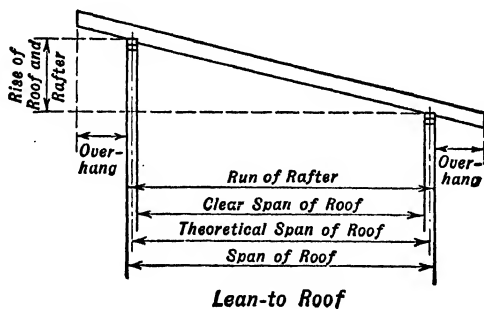 Rise of
Roof and
Rafter
Over-
hang
Over-
hang
Run of Rafter
Clear Span of Roof
Theoretical Span of Roof
Span of Roof
Lean-to Roof